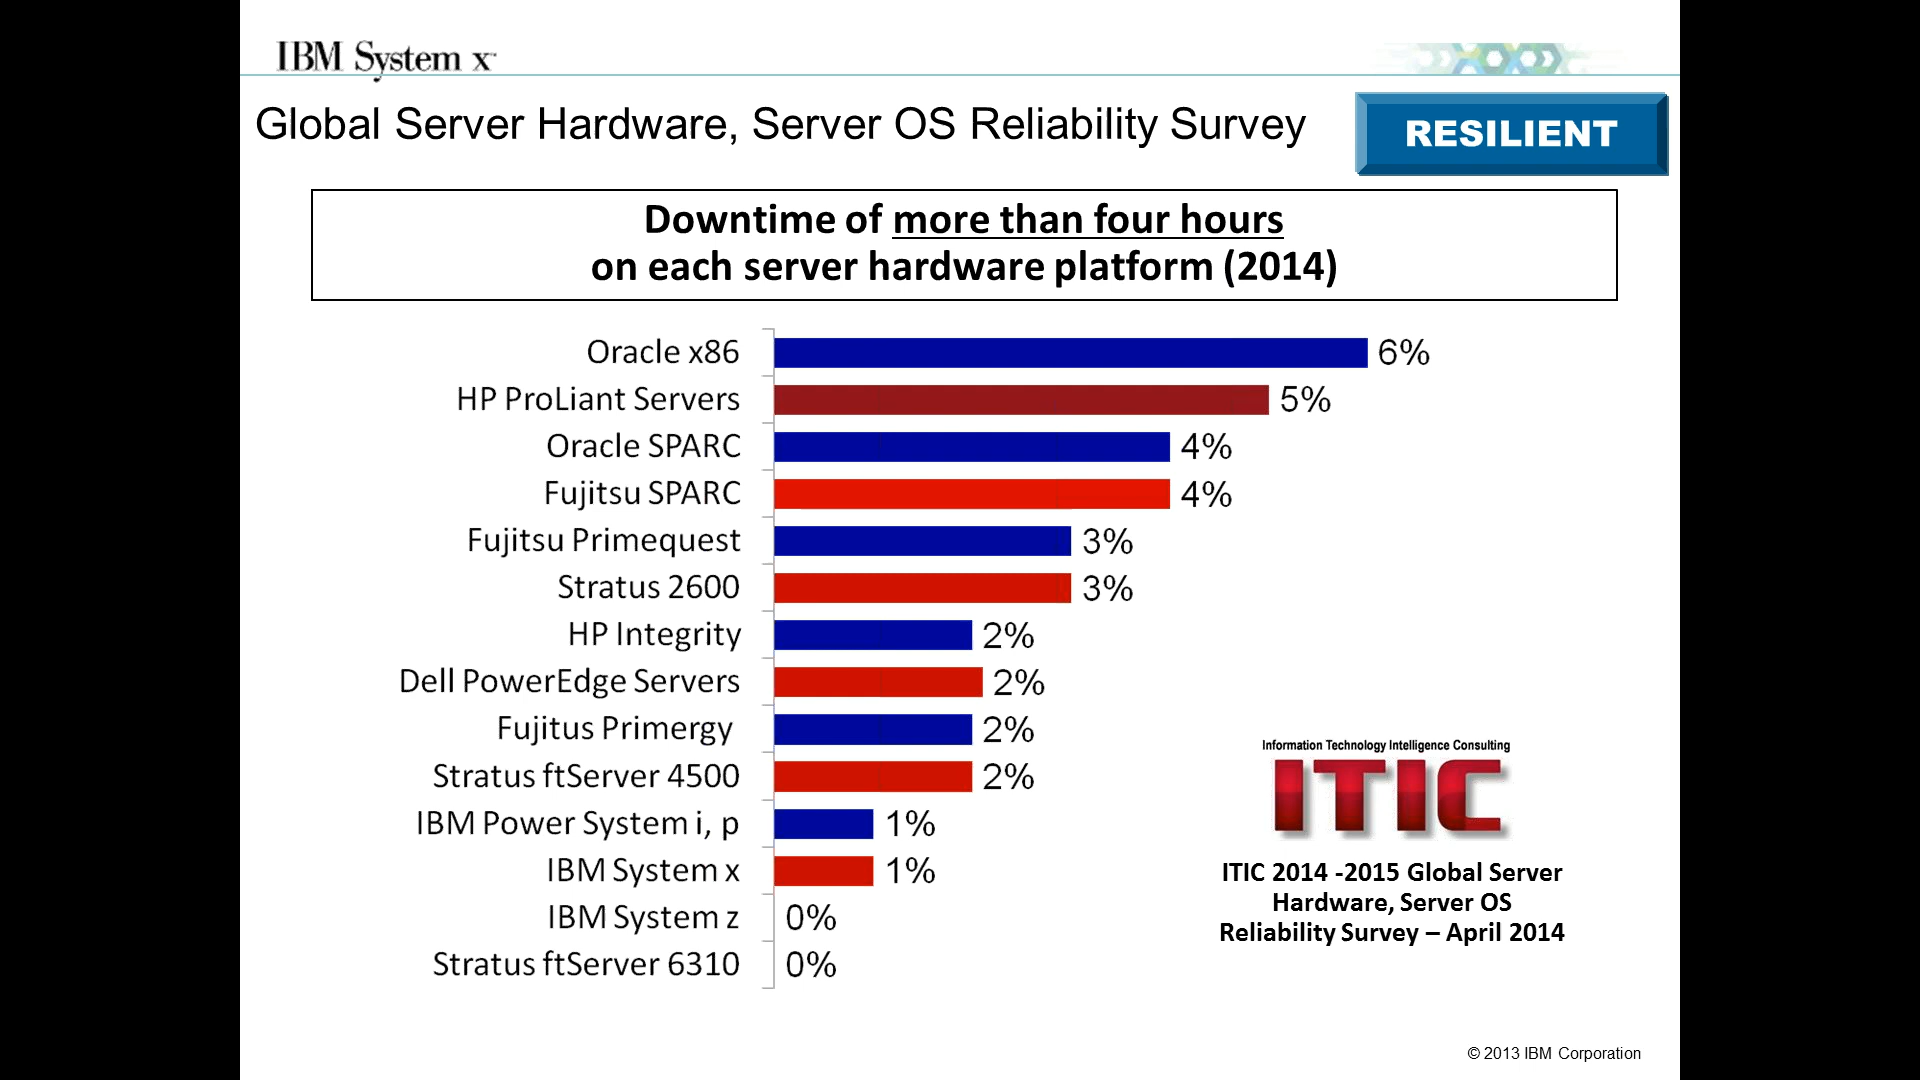 IBM System x™
Global Server Hardware, Server OS Reliability Survey
RESILIENT
Downtime of more than four hours
on each server hardware platform (2014)
Oracle x86 6%
HP ProLiant Servers 5%
Oracle SPARC 4%
Fujitsu SPARC 4%
Fujitsu Primequest 3%
Stratus 2600 3%
HP Integrity 2%
Dell PowerEdge Servers 2%
Fujitus Primergy 2%
Stratus ftServer 4500 2%
IBM Power System i, p 1%
IBM System x 1%
IBM System z 0%
Stratus ftServer 6310 0%
Information Technology Intelligence Consulting
ITIC
ITIC 2014 -2015 Global Server
Hardware, Server OS
Reliability Survey – April 2014
© 2013 IBM Corporation